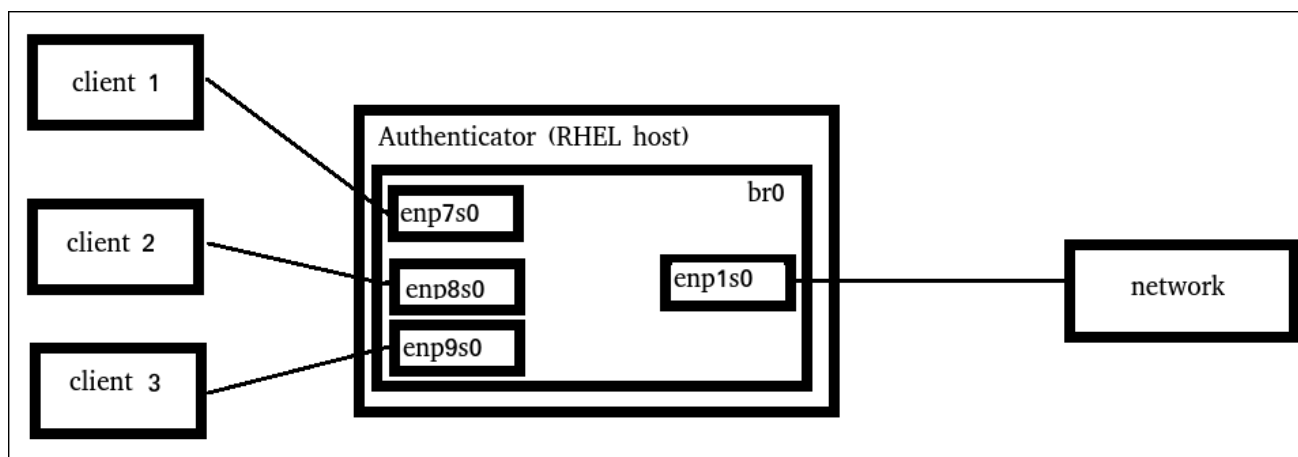 client 1
client 2
client 3
Authenticator (RHEL host)
br0
enp7s0
enp8s0
enp9s0
enp1s0
network